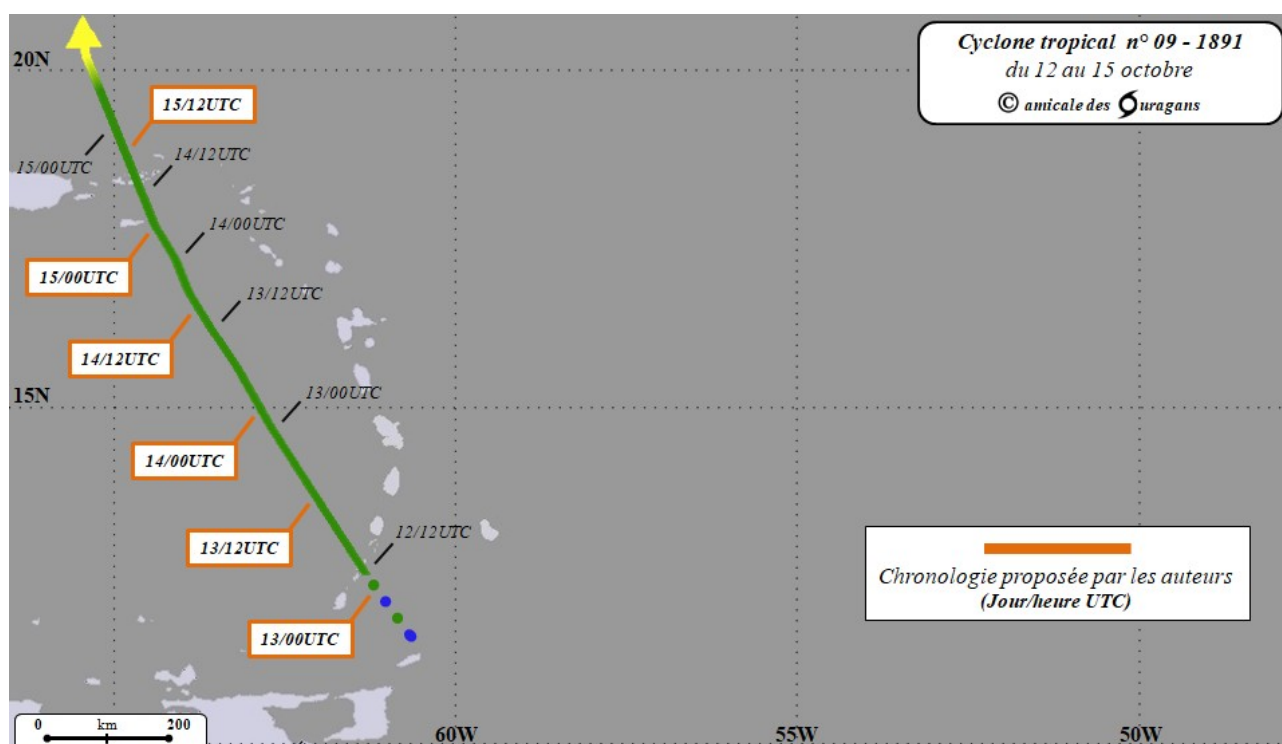 20N
Cyclone tropical n° 09 - 1891
du 12 au 15 octobre
© amicale des Ouragans
15/12UTC
14/12UTC
15/00UTC
14/00UTC
15/00UTC
13/12UTC
14/12UTC
15N
13/00UTC
14/00UTC
12/12UTC
13/12UTC
Chronologie proposée par les auteurs
(Jour/heure UTC)
13/00UTC
0 km 200
60W
55W
50W